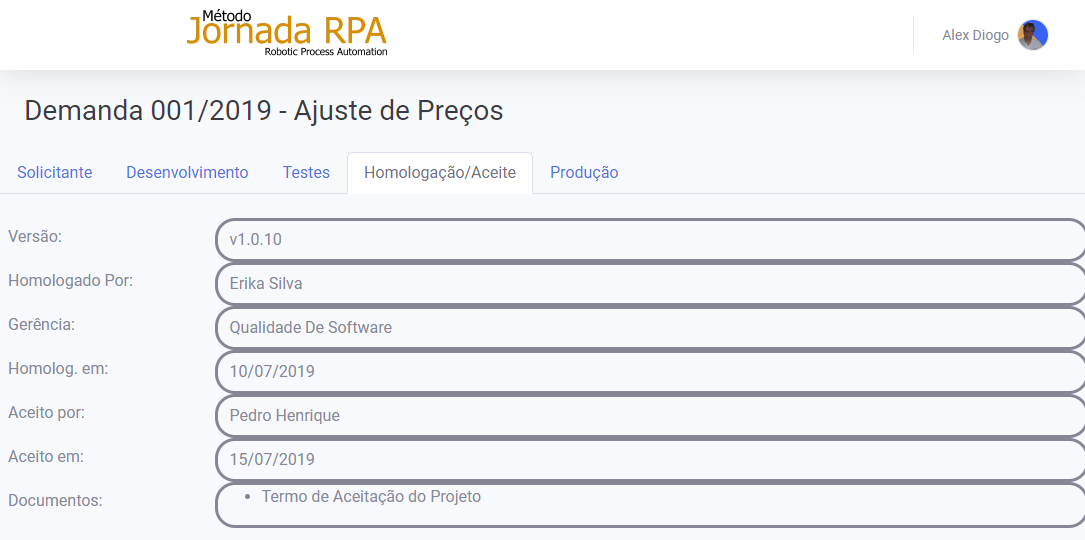 Método
Jornada RPA
Robotic Process Automation
Alex Diogo
Demanda 001/2019 - Ajuste de Preços
Solicitante Desenvolvimento Testes Homologação/Aceite Produção
Versão: v1.0.10
Homologado Por: Erika Silva
Gerência: Qualidade De Software
Homolog. em: 10/07/2019
Aceito por: Pedro Henrique
Aceito em: 15/07/2019
Documentos: • Termo de Aceitação do Projeto